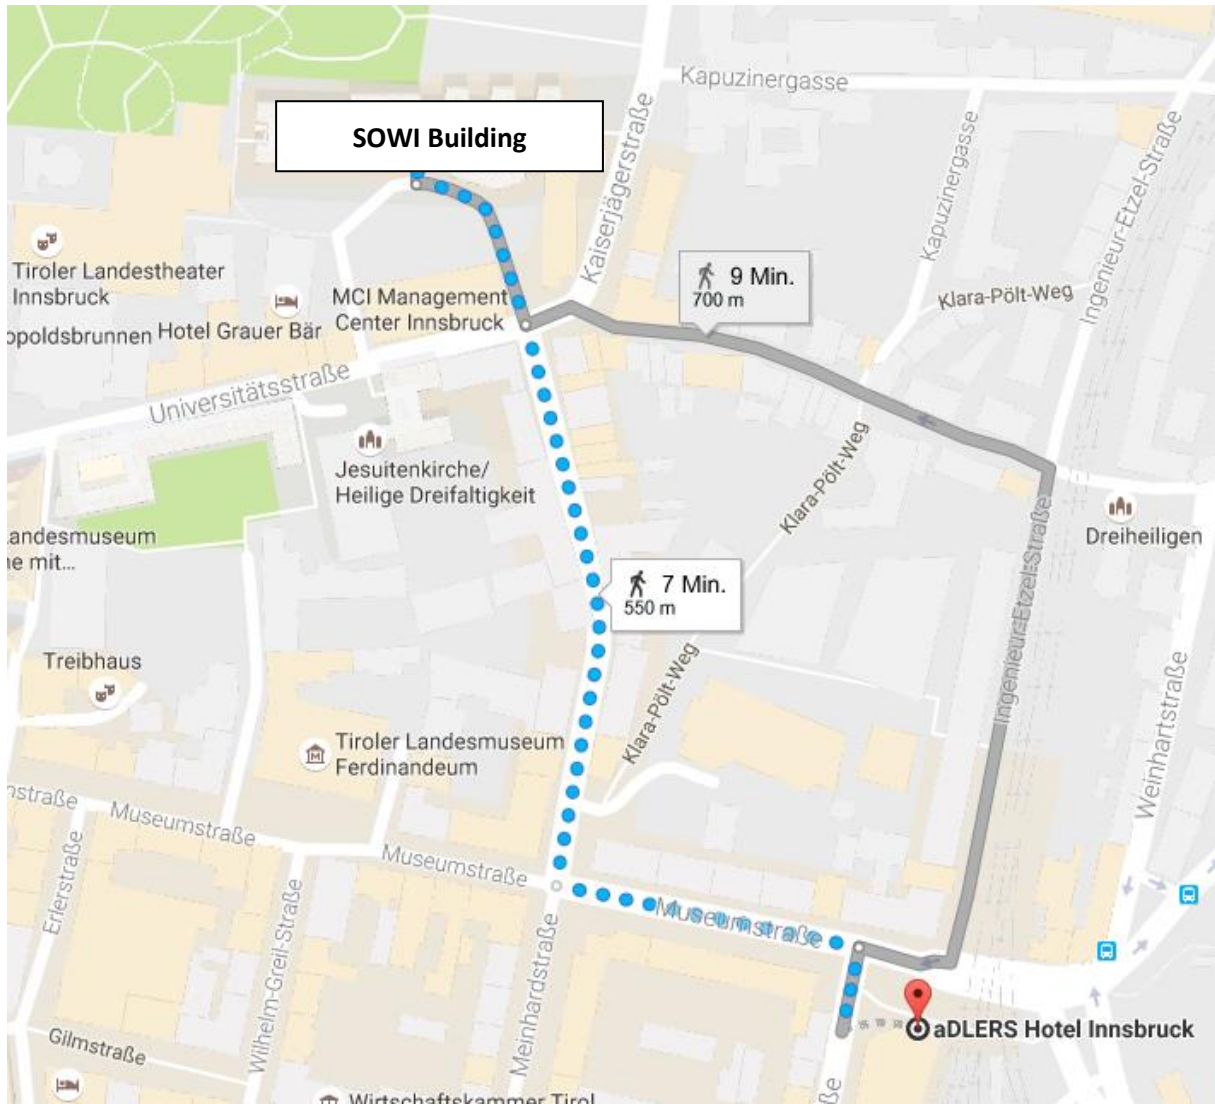 Kapuzinergasse
SOWI Building
Kaiserjägerstraße
Kapuzinergasse
Ingenieur-Etzel-Straße
Tiroler Landestheater
Innsbruck
9 Min.
700 m
Klara-Pölt-Weg
MCI Management
Center Innsbruck
opoldsbrunnen
Hotel Grauer Bär
Universitätsstraße
Jesuitenkirche/
Heilige Dreifaltigkeit
Klara-Pölt-Weg
Ingenieur-Etzel-Straße
Dreiheiligen
andesmuseum
ne mit...
7 Min.
550 m
Treibhaus
Klara-Pölt-Weg
Weinhartstraße
Tiroler Landesmuseum
Ferdinandeum
nstraße
Museumstraße
Museumstraße
Museumstraße
Erlerstraße
Wilhelm-Greil-Straße
Meinhardstraße
aDLERS Hotel Innsbruck
Gilmstraße
aße
Wirtschaftskammer Tirol